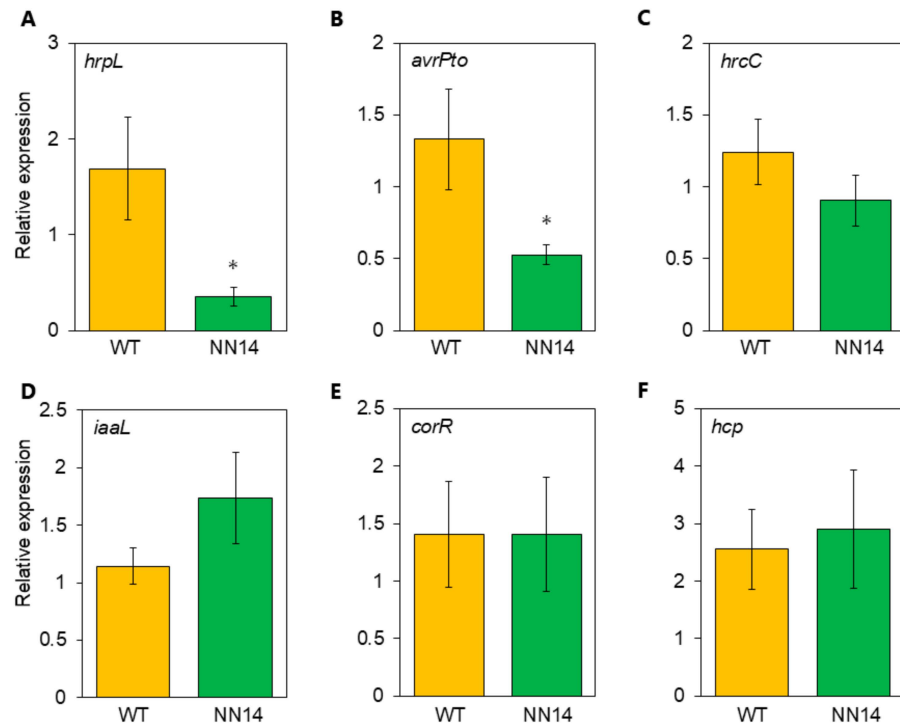 A
hrpL
Relative expression
3
2
1
0
*
WT NN14
B
avrPto
2
1.5
1
0.5
0
*
WT NN14
C
hrcC
2
1.5
1
0.5
0
WT NN14
D
iaaL
Relative expression
2.5
2
1.5
1
0.5
0
WT NN14
E
corR
2.5
2
1.5
1
0.5
0
WT NN14
F
hcp
5
4
3
2
1
0
WT NN14